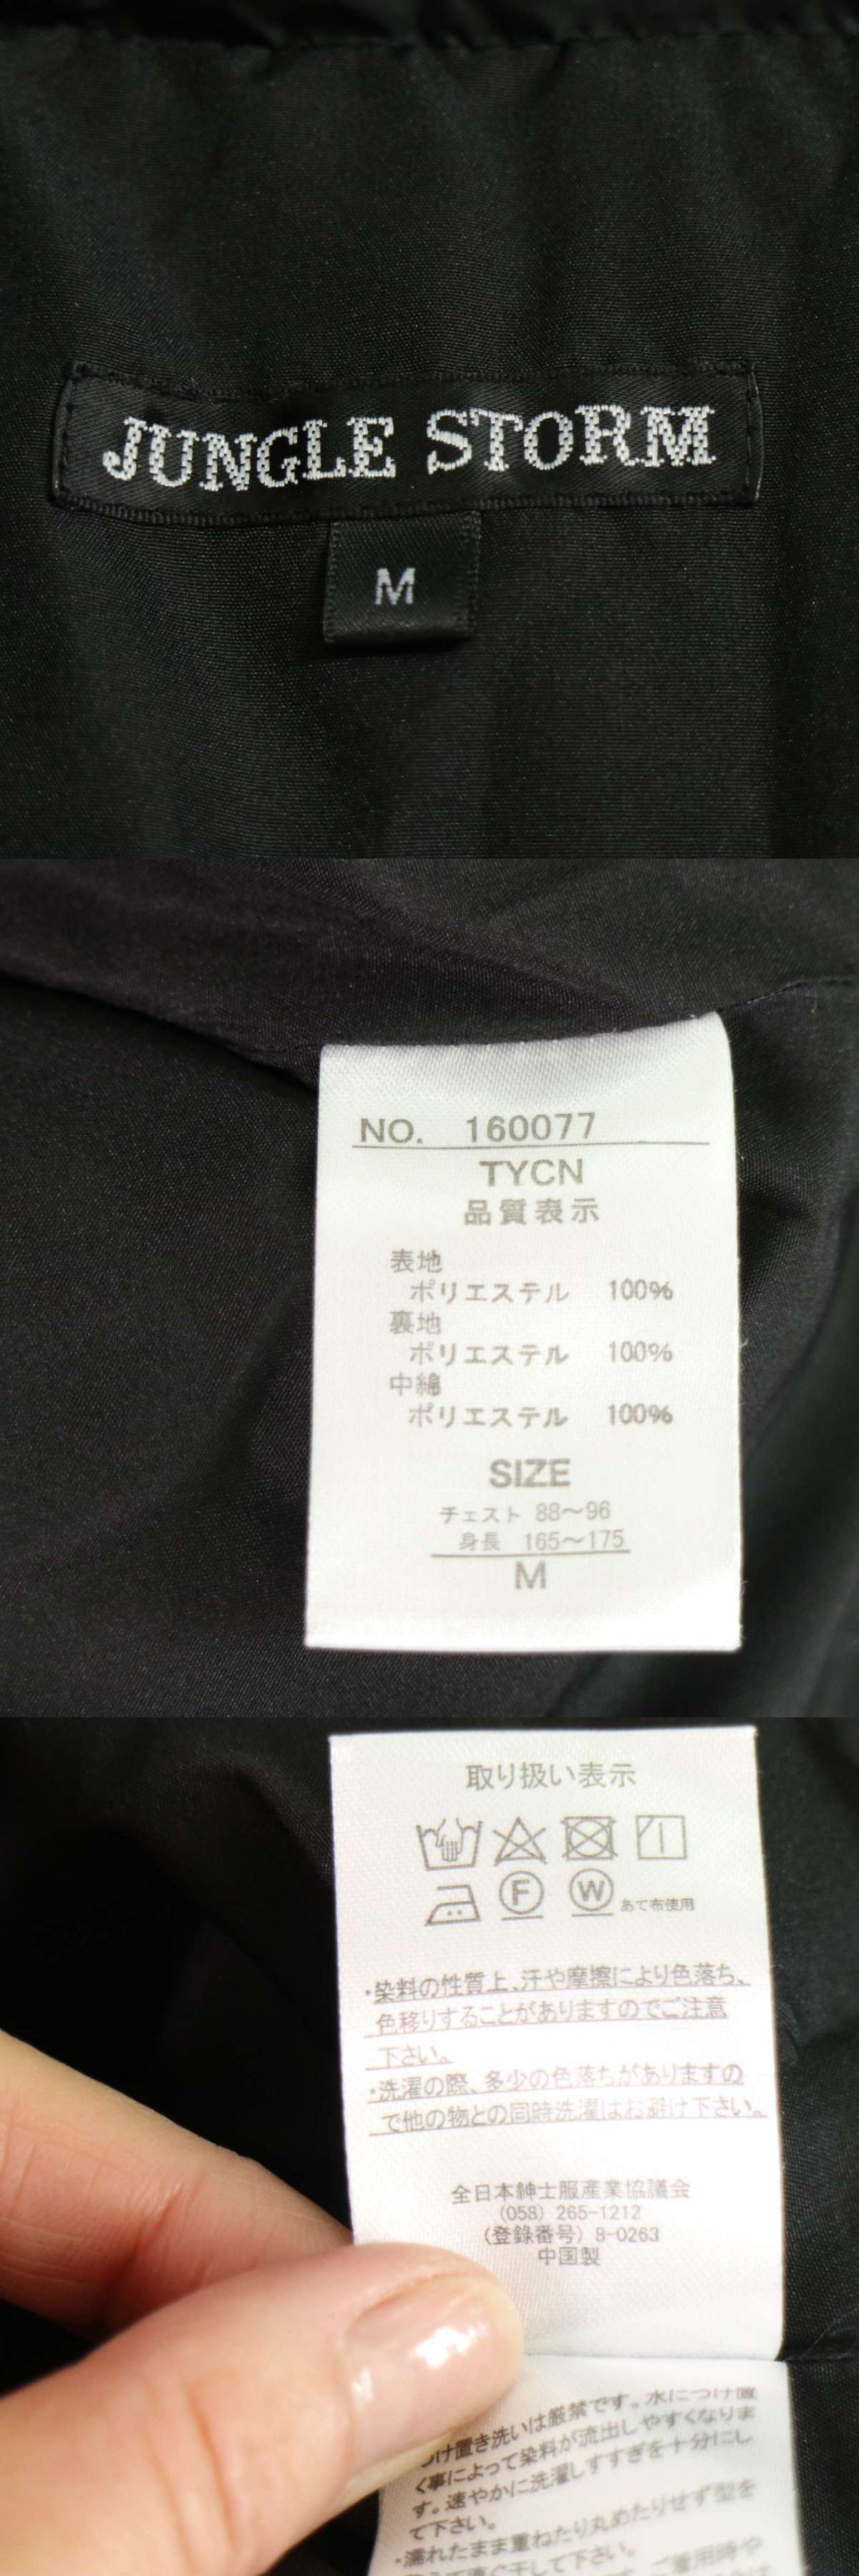 JUNGLE STORM
M
NO. 160077
TYCN
品質表示
表地
ポリエステル 100%
裏地
ポリエステル 100%
中綿
ポリエステル 100%
SIZE
チェスト 88～96
身長 165～175
M
取り扱い表示
F W あて布使用
・染料の性質上、汗や摩擦により色落ち、
色移りすることがありますのでご注意
下さい。
・洗濯の際、多少の色落ちがありますの
で他の物との同時洗濯はお避け下さい。
全日本紳士服産業協議会
(058) 265-1212
(登録番号) 8-0263
中国製
け置き洗いは厳禁です。水につけ置
く事によって染料が流出しやすくなりま
す。速やかに洗濯しすすぎを十分にし
て下さい。
・濡れたまま重ねたり丸めたりせず型を
て下さい。